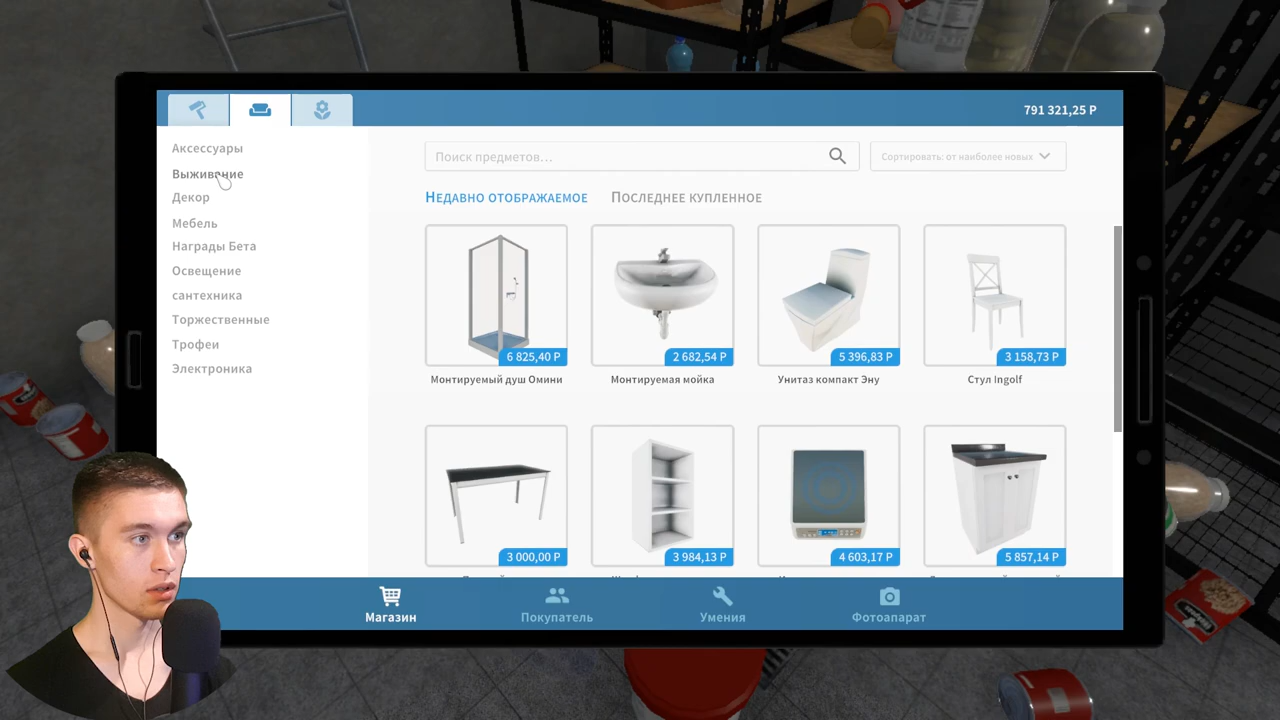 791 321,25 Р
Аксессуары
Выживание
Декор
Мебель
Награды Бета
Освещение
сантехника
Торжественные
Трофеи
Электроника
Поиск предметов...
Сортировать: от наиболее новых
Недавно отображаемое
Последнее купленное
6 825,40 Р
2 682,54 Р
5 396,83 Р
3 158,73 Р
Монтируемый душ Омини
Монтируемая мойка
Унитаз компакт Эну
Стул Ingolf
3 000,00 Р
3 984,13 Р
4 603,17 Р
5 857,14 Р
Магазин
Покупатель
Умения
Фотоапарат